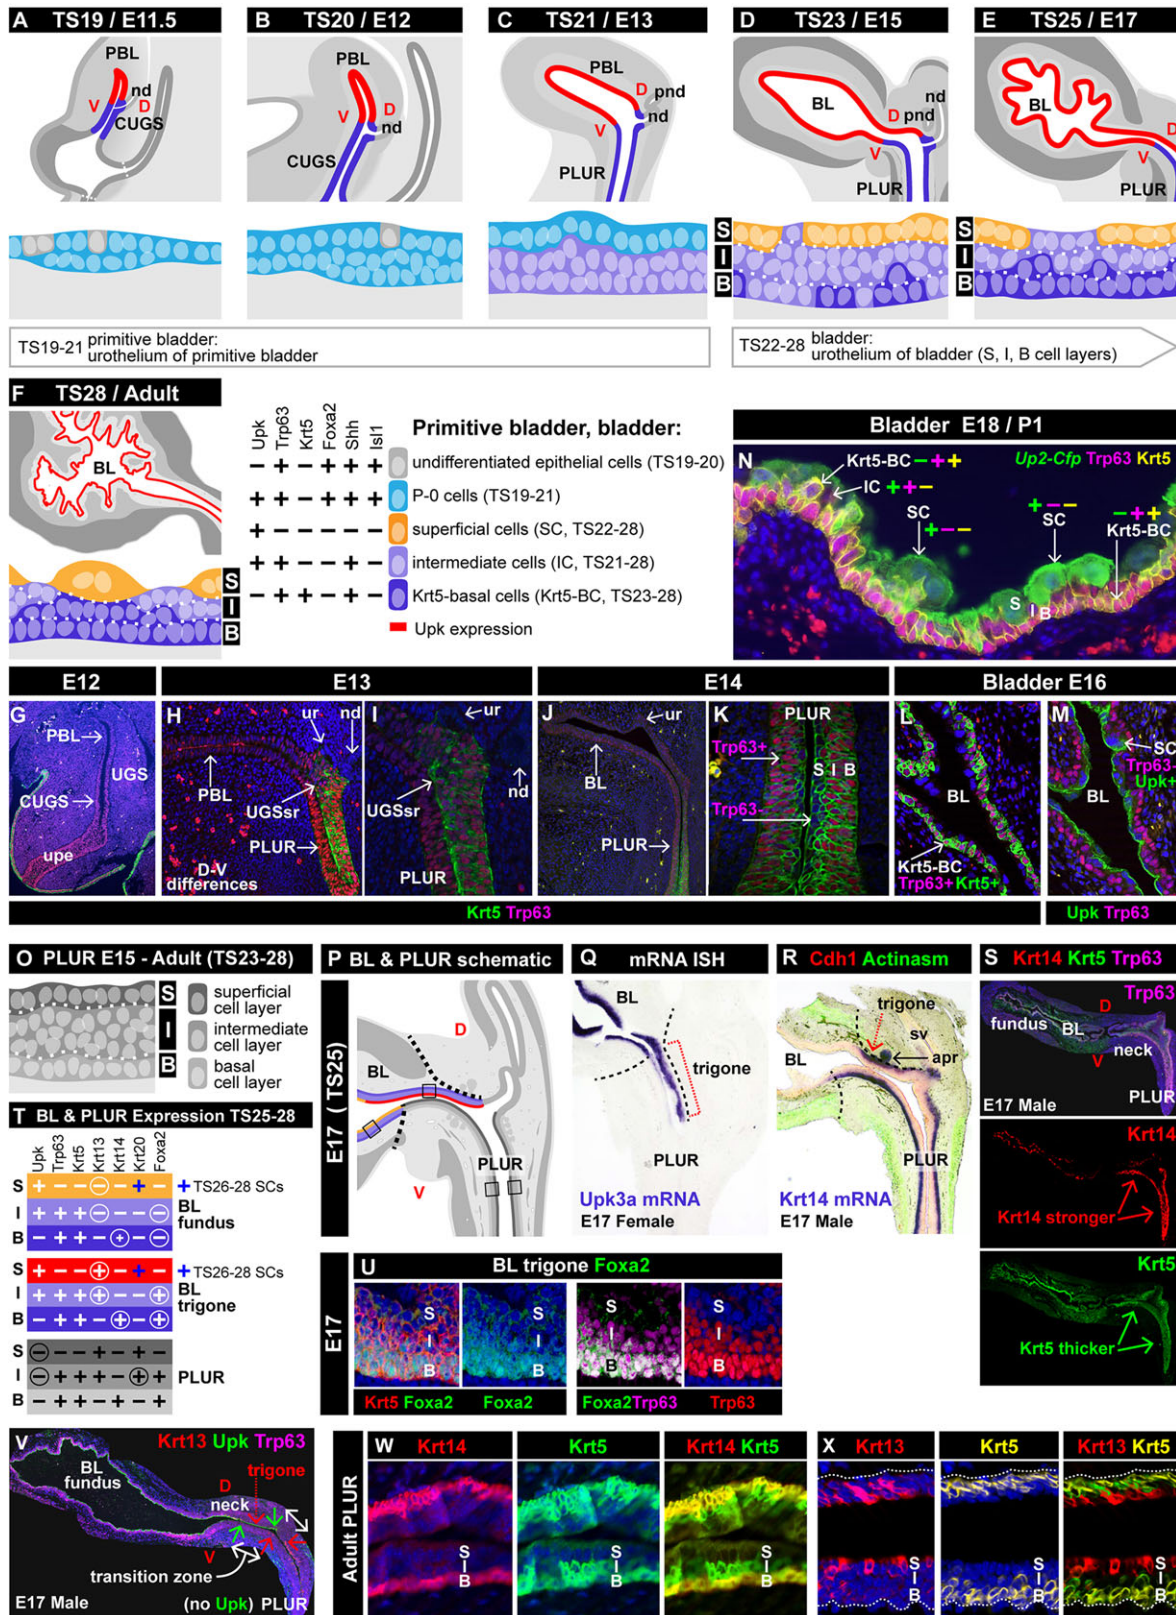 A TS19 / E11.5
PBL
nd
V
D
CUGS
B TS20 / E12
PBL
V
D
nd
CUGS
C TS21 / E13
PBL
D
pnd
nd
V
PLUR
D TS23 / E15
BL
D
nd
pnd
V
PLUR
E TS25 / E17
BL
nd
D
V
PLUR
S
I
B
S
I
B
TS19-21 primitive bladder:
urothelium of primitive bladder
TS22-28 bladder:
urothelium of bladder (S, I, B cell layers)
F TS28 / Adult
BL
S
I
B
Upk Trp63 Krt5 Foxa2 Shh Isl1
Primitive bladder, bladder:
− + − + + + undifferentiated epithelial cells (TS19-20)
+ + − + + + P-0 cells (TS19-21)
+ − − − − − superficial cells (SC, TS22-28)
+ + − − + − intermediate cells (IC, TS21-28)
− + + − + − Krt5-basal cells (Krt5-BC, TS23-28)
Upk expression
Bladder E18 / P1
N
Up2-Cfp Trp63 Krt5
Krt5-BC − + +
IC + + −
SC
+ − −
+ − −
SC
− + +
Krt5-BC
S
I
B
E12
E13
E14
Bladder E16
G
PBL
UGS
CUGS
upe
H
ur
nd
PBL
UGSsr
PLUR
D-V
differences
I
ur
UGSsr
nd
PLUR
J
ur
BL
PLUR
K
PLUR
Trp63+
S I B
Trp63-
L
BL
Krt5-BC
Trp63+ Krt5+
M
SC
Trp63-
Upk+
BL
Krt5 Trp63
Upk Trp63
O PLUR E15 - Adult (TS23-28)
S
I
B
superficial
cell layer
intermediate
cell layer
basal
cell layer
P BL & PLUR schematic
E17 ( TS25)
D
BL
PLUR
V
Q mRNA ISH
BL
trigone
PLUR
Upk3a mRNA
E17 Female
R Cdh1 Actinasm
trigone
sv
BL
apr
PLUR
Krt14 mRNA
E17 Male
S Krt14 Krt5 Trp63
Trp63
D
fundus
BL
neck
V
PLUR
E17 Male
Krt14
Krt14 stronger
Krt5
Krt5 thicker
T BL & PLUR Expression TS25-28
Upk Trp63 Krt5 Krt13 Krt14 Krt20 Foxa2
S + − − − − + − + TS26-28 SCs
I + + + − − − −
BL
fundus
B − + + − + − −
S + − − + − + − + TS26-28 SCs
I + + + + − − +
BL
trigone
B − + + − + − +
S − − − + − + −
I − + + + − + +
PLUR
B − + + − + − +
E17
U BL trigone Foxa2
S
I
B
S
I
B
S
I
B
S
I
B
Krt5 Foxa2
Foxa2
Foxa2 Trp63
Trp63
V Krt13 Upk Trp63
BL
fundus
trigone
D
neck
V
transition zone
E17 Male
(no Upk) PLUR
Adult PLUR
W Krt14
Krt5
Krt14 Krt5
S
I
B
S
I
B
S
I
B
X Krt13
Krt5
Krt13 Krt5
S
I
B
S
I
B
S
I
B